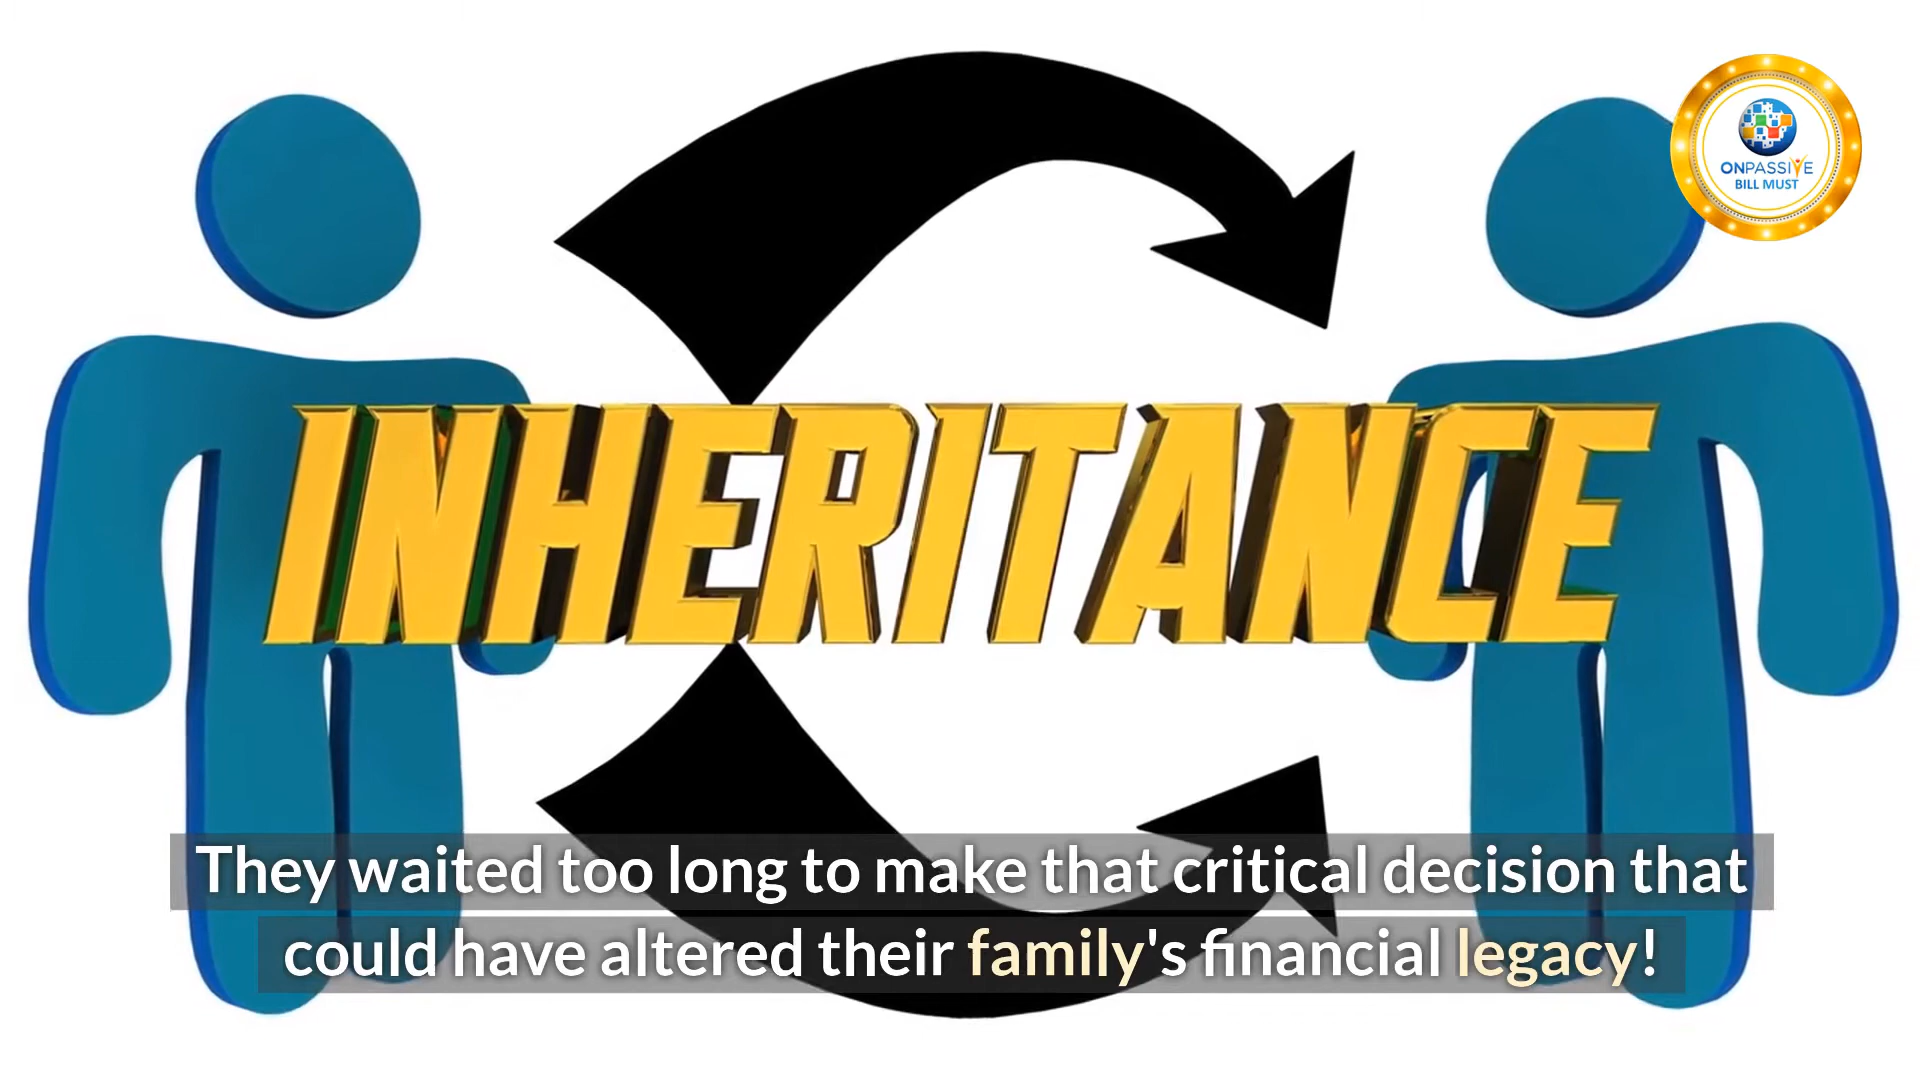 ONPASSIVE
BILL MUST
INHERITANCE
They waited too long to make that critical decision that
could have altered their family's financial legacy!